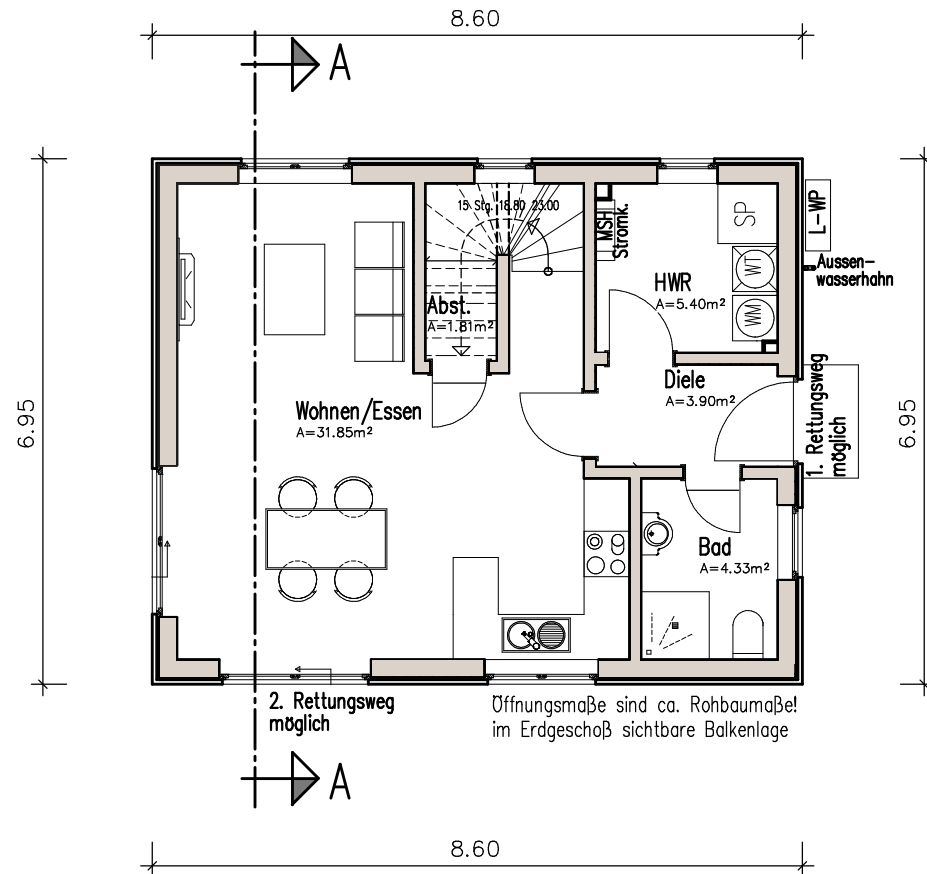 8.60
A
15 Stg. 18.80 23.00
MSH
Stromk.
SP
L-WP
Aussen-
wasserhahn
WT
HWR
A=5.40m²
WM
Abst.
A=1.81m²
Diele
A=3.90m²
1. Rettungsweg
möglich
Wohnen/Essen
A=31.85m²
6.95
6.95
Bad
A=4.33m²
2. Rettungsweg
möglich
Öffnungsmaße sind ca. Rohbaumaße!
im Erdgeschoß sichtbare Balkenlage
A
8.60